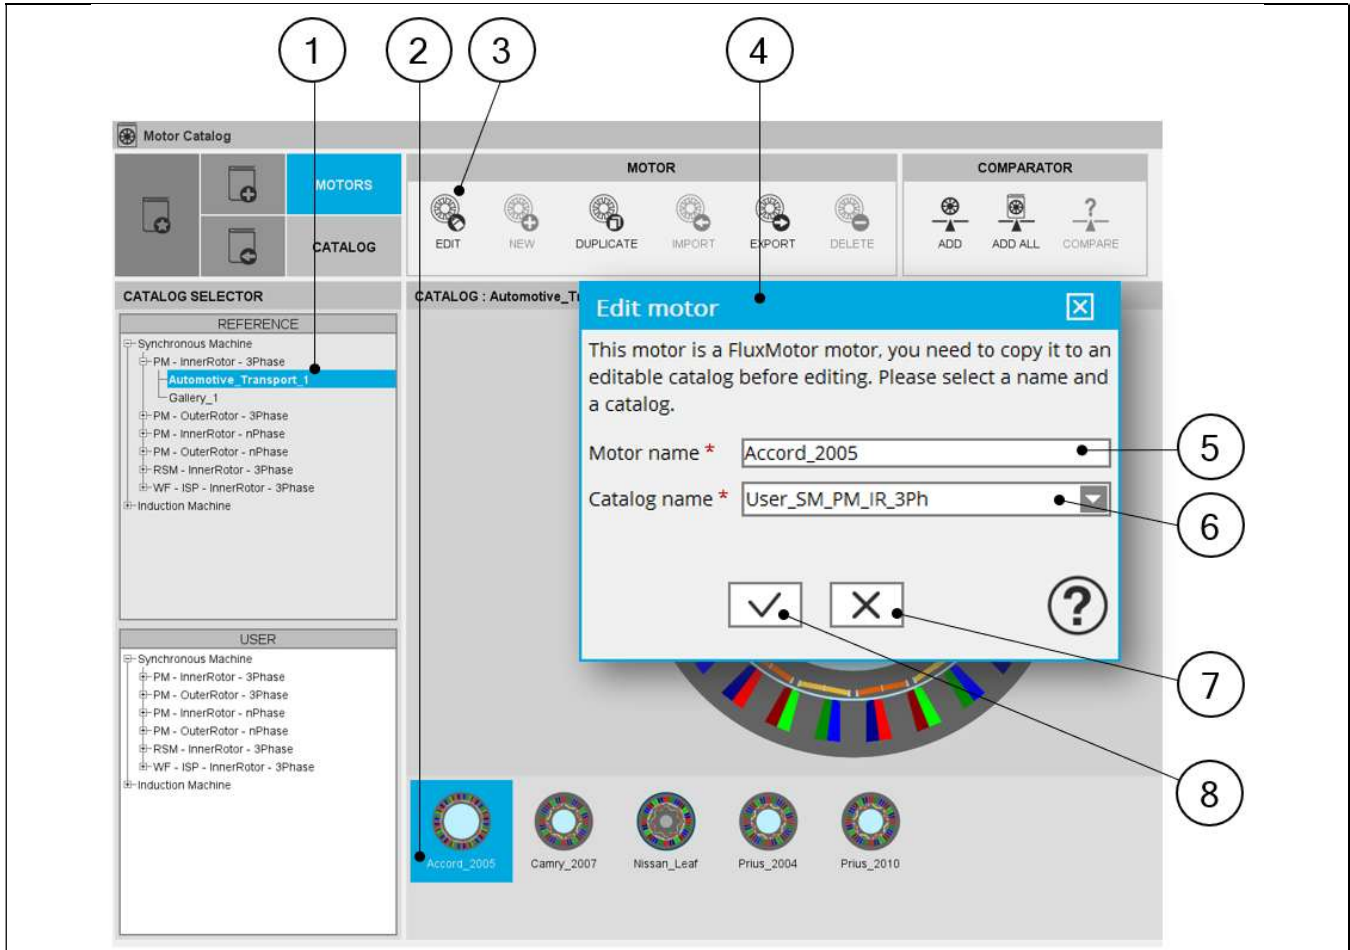 1
2
3
4
Motor Catalog
MOTORS
CATALOG
MOTOR
EDIT
NEW
DUPLICATE
IMPORT
EXPORT
DELETE
COMPARATOR
ADD
ADD ALL
COMPARE
CATALOG SELECTOR
REFERENCE
Synchronous Machine
PM - InnerRotor - 3Phase
Automotive_Transport_1
Gallery_1
PM - OuterRotor - 3Phase
PM - InnerRotor - nPhase
PM - OuterRotor - nPhase
RSM - InnerRotor - 3Phase
WF - ISP - InnerRotor - 3Phase
Induction Machine
USER
Synchronous Machine
PM - InnerRotor - 3Phase
PM - OuterRotor - 3Phase
PM - InnerRotor - nPhase
PM - OuterRotor - nPhase
RSM - InnerRotor - 3Phase
WF - ISP - InnerRotor - 3Phase
Induction Machine
CATALOG : Automotive_T
Edit motor
This motor is a FluxMotor motor, you need to copy it to an
editable catalog before editing. Please select a name and
a catalog.
Motor name * Accord_2005
Catalog name * User_SM_PM_IR_3Ph
?
5
6
7
8
Accord_2005
Camry_2007
Nissan_Leaf
Prius_2004
Prius_2010